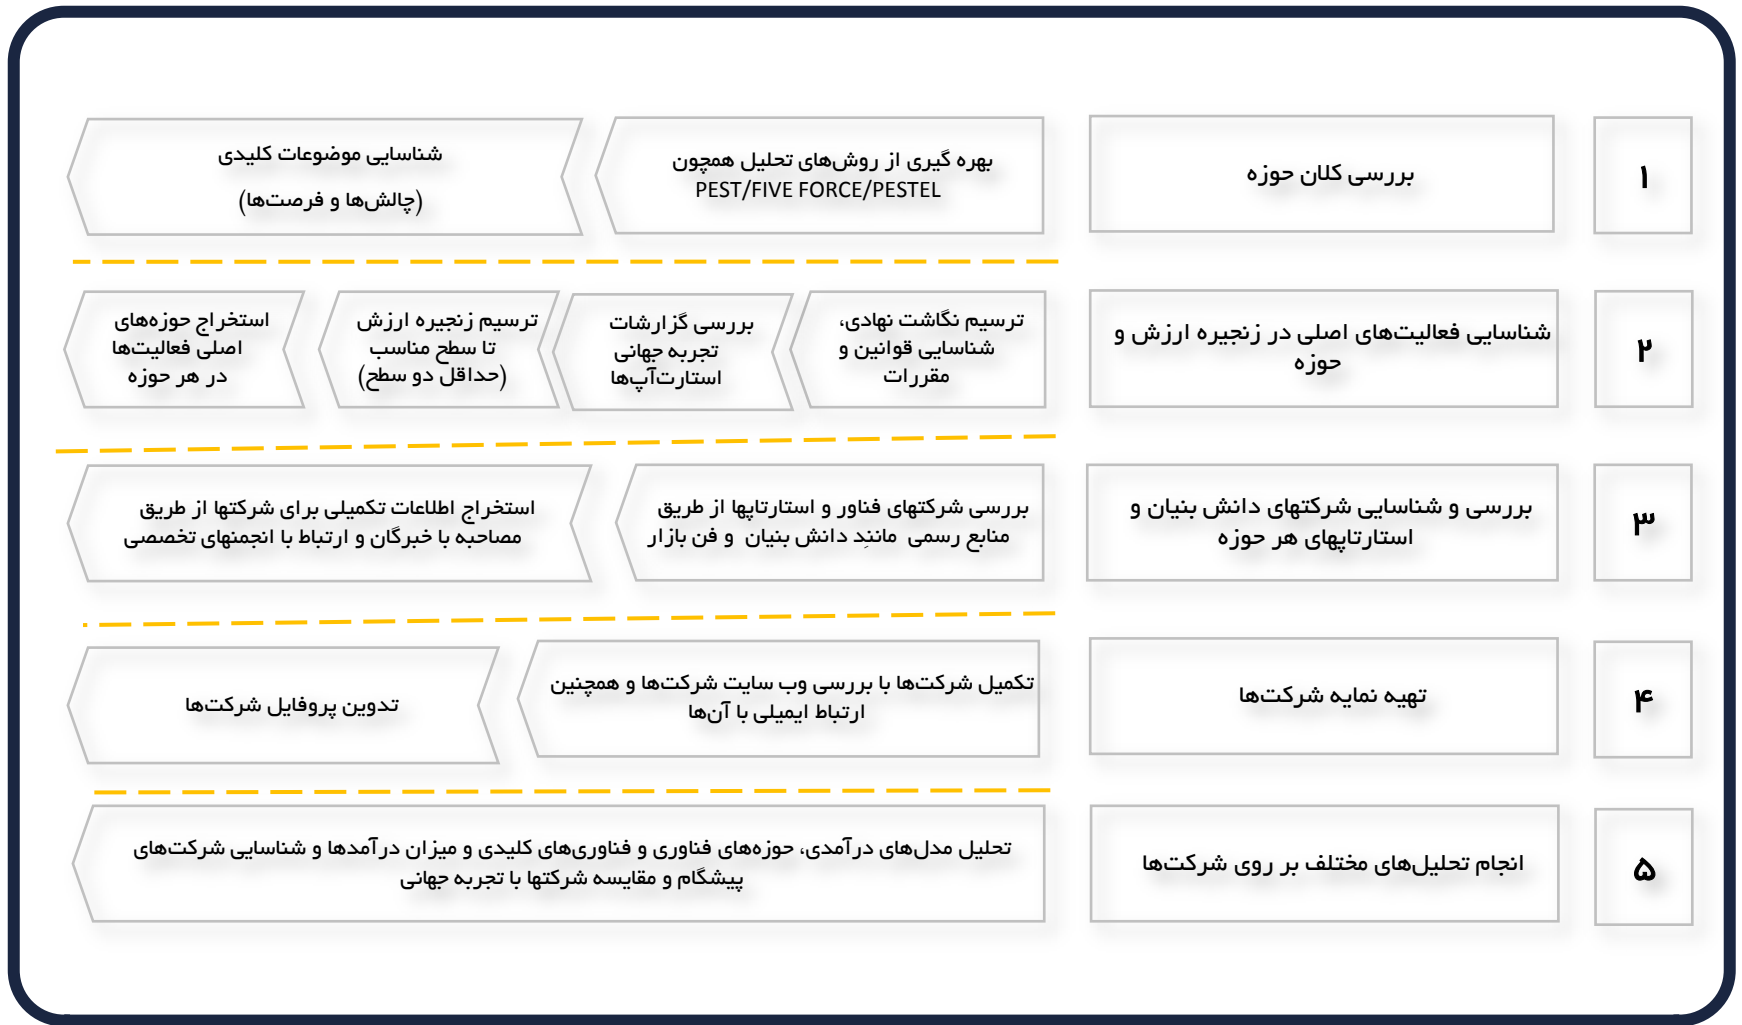 ۱
بررسی کلان حوزه
بهره گیری از روش‌های تحلیل همچون
PEST/FIVE FORCE/PESTEL
شناسایی موضوعات کلیدی
(چالش‌ها و فرصت‌ها)
۲
شناسایی فعالیت‌های اصلی در زنجیره ارزش و
حوزه
ترسیم نگاشت نهادی،
شناسایی قوانین و
مقررات
بررسی گزارشات
تجربه جهانی
استارت‌آپ‌ها
ترسیم زنجیره ارزش
تا سطح مناسب
(حداقل دو سطح)
استخراج حوزه‌های
اصلی فعالیت‌ها
در هر حوزه
۳
بررسی و شناسایی شرکتهای دانش بنیان و
استارتاپهای هر حوزه
بررسی شرکتهای فناور و استارتاپها از طریق
منابع رسمی مانندِ دانش بنیان و فن بازار
استخراج اطلاعات تکمیلی برای شرکتها از طریق
مصاحبه با خبرگان و ارتباط با انجمنهای تخصصی
۴
تهیه نمایه شرکت‌ها
تکمیل شرکت‌ها با بررسی وب سایت شرکت‌ها و همچنین
ارتباط ایمیلی با آن‌ها
تدوین پروفایل شرکت‌ها
۵
انجام تحلیل‌های مختلف بر روی شرکت‌ها
تحلیل مدل‌های درآمدی، حوزه‌های فناوری و فناوری‌های کلیدی و میزان درآمدها و شناسایی شرکت‌های
پیشگام و مقایسه شرکتها با تجربه جهانی